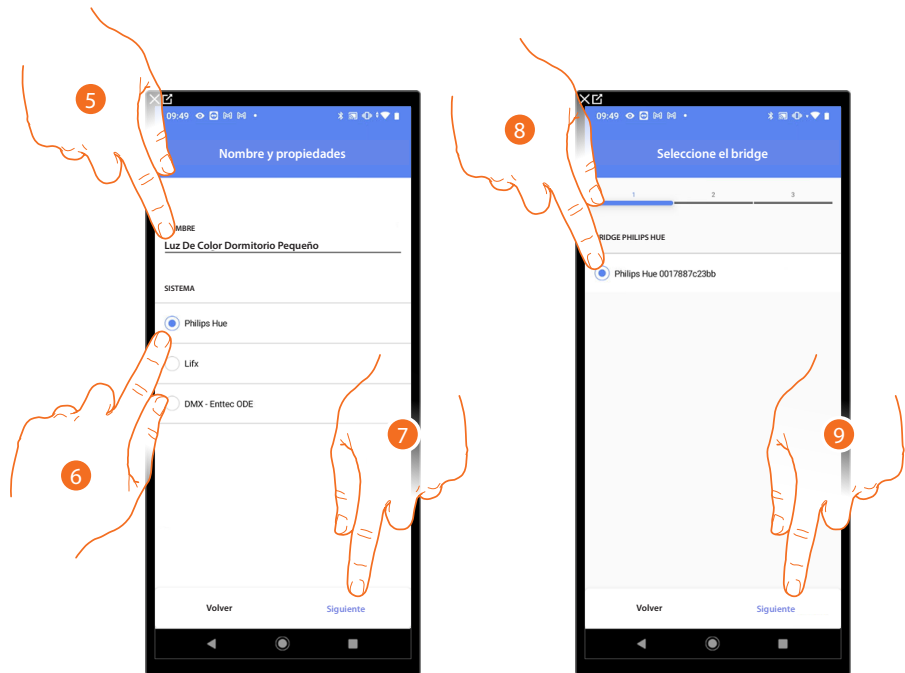 5
09:49
Nombre y propiedades
MBRE
Luz De Color Dormitorio Pequeño
SISTEMA
Philips Hue
Lifx
DMX - Enttec ODE
6
7
Volver
Siguiente
8
09:49
Seleccione el bridge
1
2
3
RIDGE PHILIPS HUE
Philips Hue 0017887c23bb
9
Volver
Siguiente